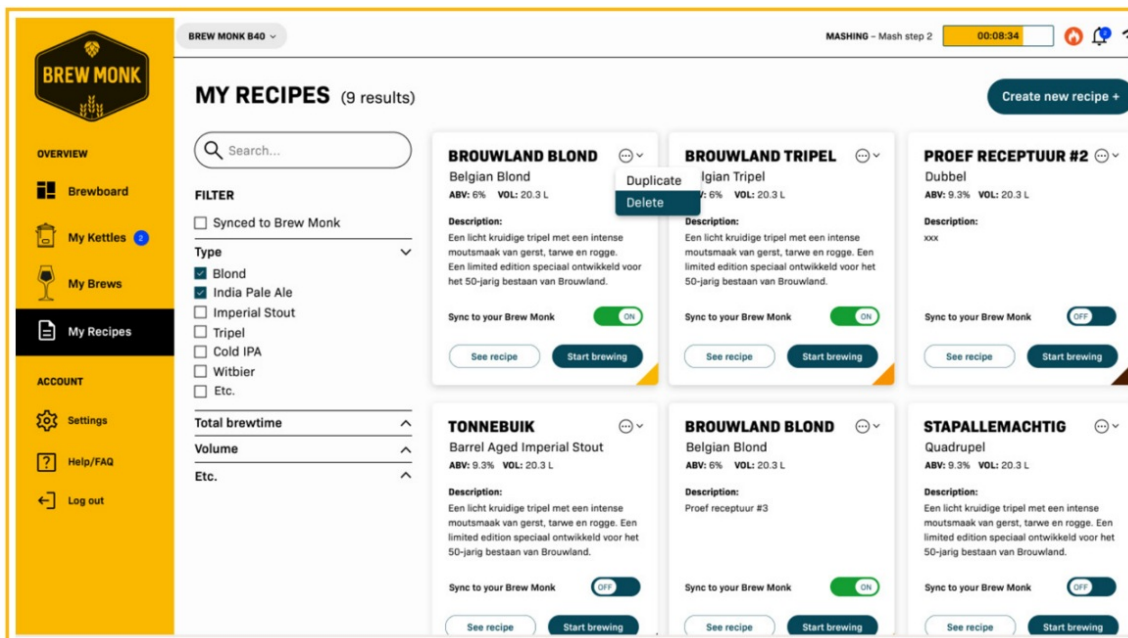 BREW MONK
OVERVIEW
Brewboard
My Kettles 2
My Brews
My Recipes
ACCOUNT
Settings
Help/FAQ
Log out
BREW MONK B40
MASHING – Mash step 2 00:08:34
MY RECIPES (9 results)
Create new recipe +
Search...
FILTER
Synced to Brew Monk
Type
Blond
India Pale Ale
Imperial Stout
Tripel
Cold IPA
Witbier
Etc.
Total brewtime
Volume
Etc.
BROUWLAND BLOND
Belgian Blond
ABV: 6% VOL: 20.3 L
Duplicate
Delete
Description:
Een licht kruidige tripel met een intense
moutsmaak van gerst, tarwe en rogge.
Een limited edition speciaal ontwikkeld voor
het 50-jarig bestaan van Brouwland.
Sync to your Brew Monk ON
See recipe Start brewing
BROUWLAND TRIPEL
lgian Tripel
: 6% VOL: 20.3 L
Description:
Een licht kruidige tripel met een intense
moutsmaak van gerst, tarwe en rogge. Een
limited edition speciaal ontwikkeld voor het
50-jarig bestaan van Brouwland.
Sync to your Brew Monk ON
See recipe Start brewing
PROEF RECEPTUUR #2
Dubbel
ABV: 9.3% VOL: 20.3 L
Description:
xxx
Sync to your Brew Monk OFF
See recipe Start brewing
TONNEBUIK
Barrel Aged Imperial Stout
ABV: 9.3% VOL: 20.3 L
Description:
Een licht kruidige tripel met een intense
moutsmaak van gerst, tarwe en rogge. Een
limited edition speciaal ontwikkeld voor het
50-jarig bestaan van Brouwland.
Sync to your Brew Monk OFF
See recipe Start brewing
BROUWLAND BLOND
Belgian Blond
ABV: 6% VOL: 20.3 L
Description:
Proef receptuur #3
Sync to your Brew Monk ON
See recipe Start brewing
STAPALLEMACHTIG
Quadrupel
ABV: 9.3% VOL: 20.3 L
Description:
Een licht kruidige tripel met een intense
moutsmaak van gerst, tarwe en rogge. Een
limited edition speciaal ontwikkeld voor het
50-jarig bestaan van Brouwland.
Sync to your Brew Monk OFF
See recipe Start brewing